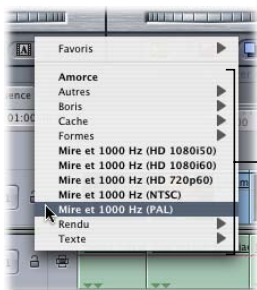 Favoris
Amorce
Autres
Boris
Cache
Formes
Mire et 1000 Hz (HD 1080i50)
Mire et 1000 Hz (HD 1080i60)
Mire et 1000 Hz (HD 720p60)
Mire et 1000 Hz (NTSC)
Mire et 1000 Hz (PAL)
Rendu
Texte